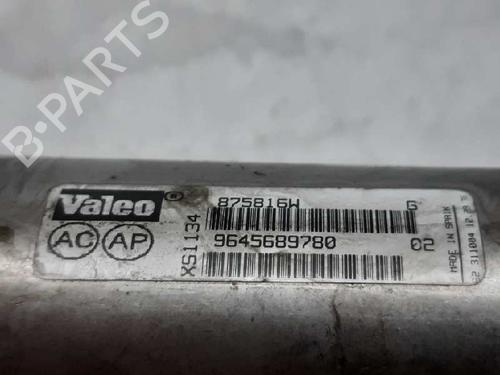 B-PARTS
Valeo®
AC AP
XS1134
875816W G
9645689780 02
MADE IN SPAIN